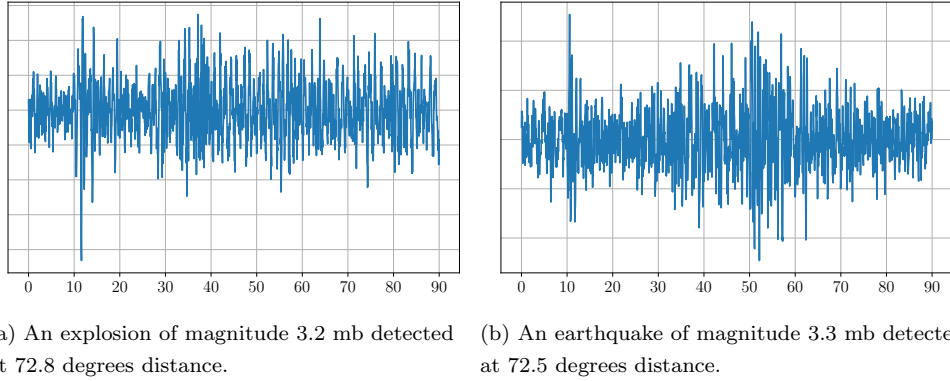 0 10 20 30 40 50 60 70 80 90
0 10 20 30 40 50 60 70 80 90
a) An explosion of magnitude 3.2 mb detected
t 72.8 degrees distance.
(b) An earthquake of magnitude 3.3 mb detecte
at 72.5 degrees distance.